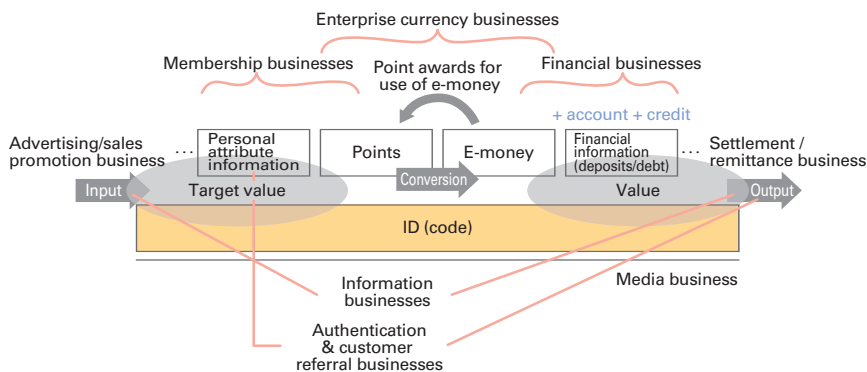 Enterprise currency businesses
Membership businesses
Point awards for
use of e-money
Financial businesses
+ account + credit
Advertising/sales
promotion business
...
Personal
attribute
information
Points
E-money
Financial
information
(deposits/debt)
...
Settlement /
remittance business
Input
Target value
Conversion
Value
Output
ID (code)
Media business
Information
businesses
Authentication
& customer
referral businesses